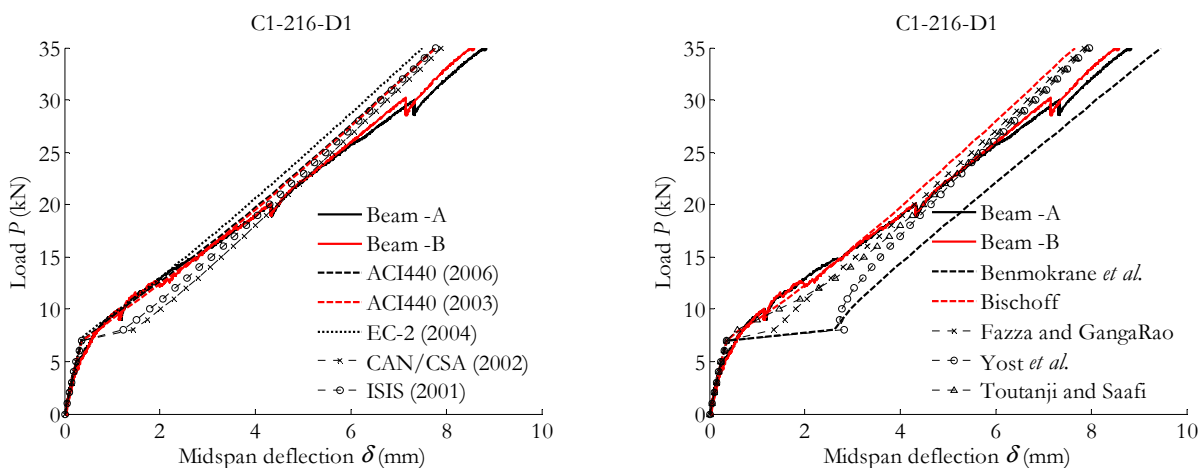 C1-216-D1
35
30
25
20
15
10
5
0
Load P (kN)
Beam -A
Beam -B
ACI440 (2006)
ACI440 (2003)
EC-2 (2004)
CAN/CSA (2002)
ISIS (2001)
0 2 4 6 8 10
Midspan deflection δ (mm)
C1-216-D1
35
30
25
20
15
10
5
0
Load P (kN)
Beam -A
Beam -B
Benmokrane et al.
Bischoff
Fazza and GangaRao
Yost et al.
Toutanji and Saafi
0 2 4 6 8 10
Midspan deflection δ (mm)